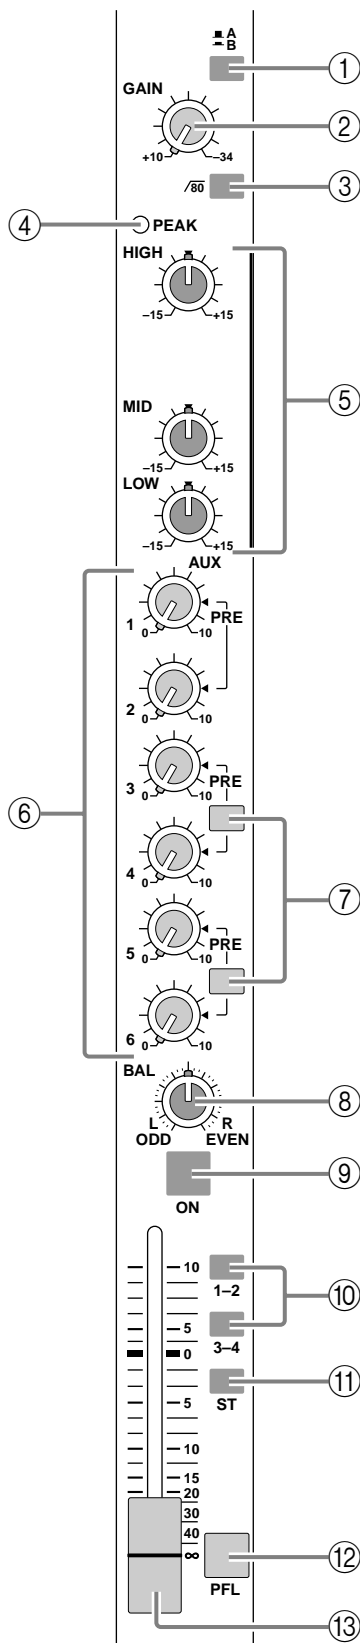 A
B
①
GAIN
②
+10 –34
/80
③
④
PEAK
HIGH
–15 +15
⑤
MID
–15 +15
LOW
–15 +15
AUX
1 0 10 PRE
2 0 10
3 0 10 PRE
⑥
4 0 10
⑦
5 0 10 PRE
6 0 10
BAL
⑧
L R
ODD EVEN
⑨
ON
10
1–2
⑩
5
3–4
0
⑪
5
ST
10
15
20
30
40
∞
⑫
PFL
⑬